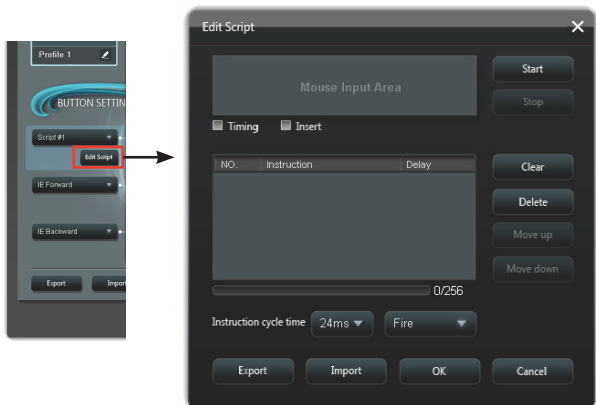 Profile 1
BUTTON SETTIN
Script #1
Edit Script
IE Forward
IE Backward
Export Import
Edit Script
Mouse Input Area
Start
Stop
Timing Insert
NO. Instruction Delay
Clear
Delete
Move up
Move down
0/256
Instruction cycle time 24ms Fire
Export Import OK Cancel